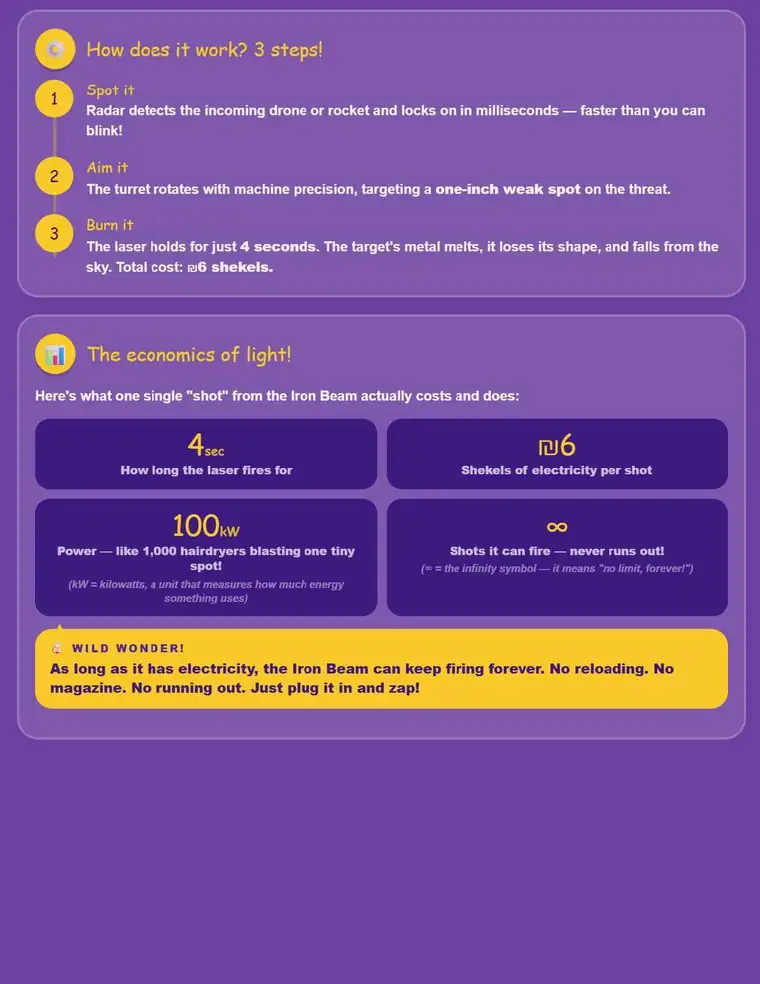 How does it work? 3 steps!
1
Spot it
Radar detects the incoming drone or rocket and locks on in milliseconds — faster than you can
blink!
2
Aim it
The turret rotates with machine precision, targeting a one-inch weak spot on the threat.
3
Burn it
The laser holds for just 4 seconds. The target's metal melts, it loses its shape, and falls from the
sky. Total cost: ₪6 shekels.
The economics of light!
Here's what one single "shot" from the Iron Beam actually costs and does:
4sec
How long the laser fires for
₪6
Shekels of electricity per shot
100kW
Power — like 1,000 hairdryers blasting one tiny
spot!
(kW = kilowatts, a unit that measures how much energy
something uses)
∞
Shots it can fire — never runs out!
(∞ = the infinity symbol — it means "no limit, forever!")
WILD WONDER!
As long as it has electricity, the Iron Beam can keep firing forever. No reloading. No
magazine. No running out. Just plug it in and zap!